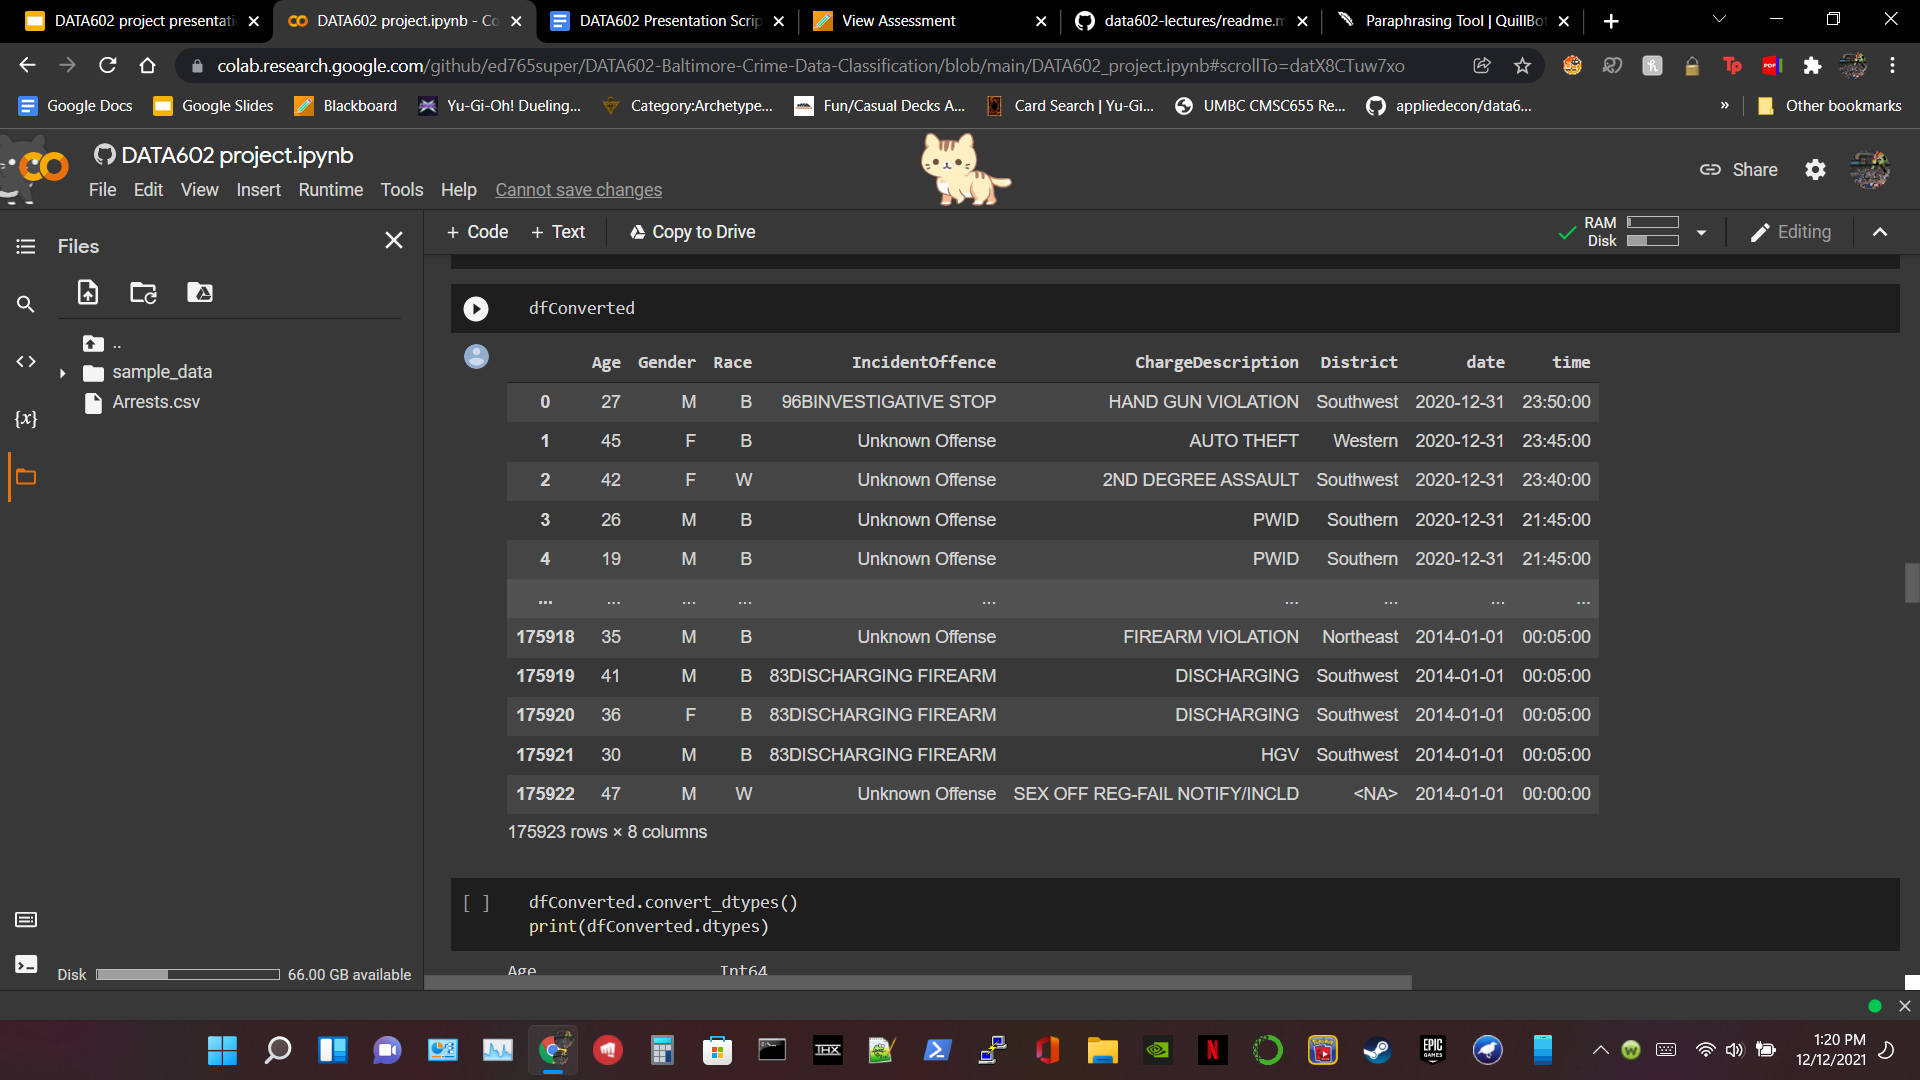 DATA602 project presentati
DATA602 project.ipynb - Co
DATA602 Presentation Scrip
View Assessment
data602-lectures/readme.m
Paraphrasing Tool | QuillBot
colab.research.google.com/github/ed765super/DATA602-Baltimore-Crime-Data-Classification/blob/main/DATA602_project.ipynb#scrollTo=datX8CTuw7xo
Google Docs
Google Slides
Blackboard
Yu-Gi-Oh! Dueling...
Category:Archetype...
Fun/Casual Decks A...
Card Search | Yu-Gi...
UMBC CMSC655 Re...
appliedecon/data6...
»
Other bookmarks
DATA602 project.ipynb
File Edit View Insert Runtime Tools Help Cannot save changes
Share
Files
+ Code + Text Copy to Drive
RAM
Disk
Editing
..
sample_data
Arrests.csv
{x}
dfConverted
Age Gender Race IncidentOffence ChargeDescription District date time
0 27 M B 96BINVESTIGATIVE STOP HAND GUN VIOLATION Southwest 2020-12-31 23:50:00
1 45 F B Unknown Offense AUTO THEFT Western 2020-12-31 23:45:00
2 42 F W Unknown Offense 2ND DEGREE ASSAULT Southwest 2020-12-31 23:40:00
3 26 M B Unknown Offense PWID Southern 2020-12-31 21:45:00
4 19 M B Unknown Offense PWID Southern 2020-12-31 21:45:00
... ... ... ... ... ... ... ... ...
175918 35 M B Unknown Offense FIREARM VIOLATION Northeast 2014-01-01 00:05:00
175919 41 M B 83DISCHARGING FIREARM DISCHARGING Southwest 2014-01-01 00:05:00
175920 36 F B 83DISCHARGING FIREARM DISCHARGING Southwest 2014-01-01 00:05:00
175921 30 M B 83DISCHARGING FIREARM HGV Southwest 2014-01-01 00:05:00
175922 47 M W Unknown Offense SEX OFF REG-FAIL NOTIFY/INCLD <NA> 2014-01-01 00:00:00
175923 rows × 8 columns
[ ] dfConverted.convert_dtypes()
print(dfConverted.dtypes)
Age Int64
Disk 66.00 GB available
1:20 PM
12/12/2021